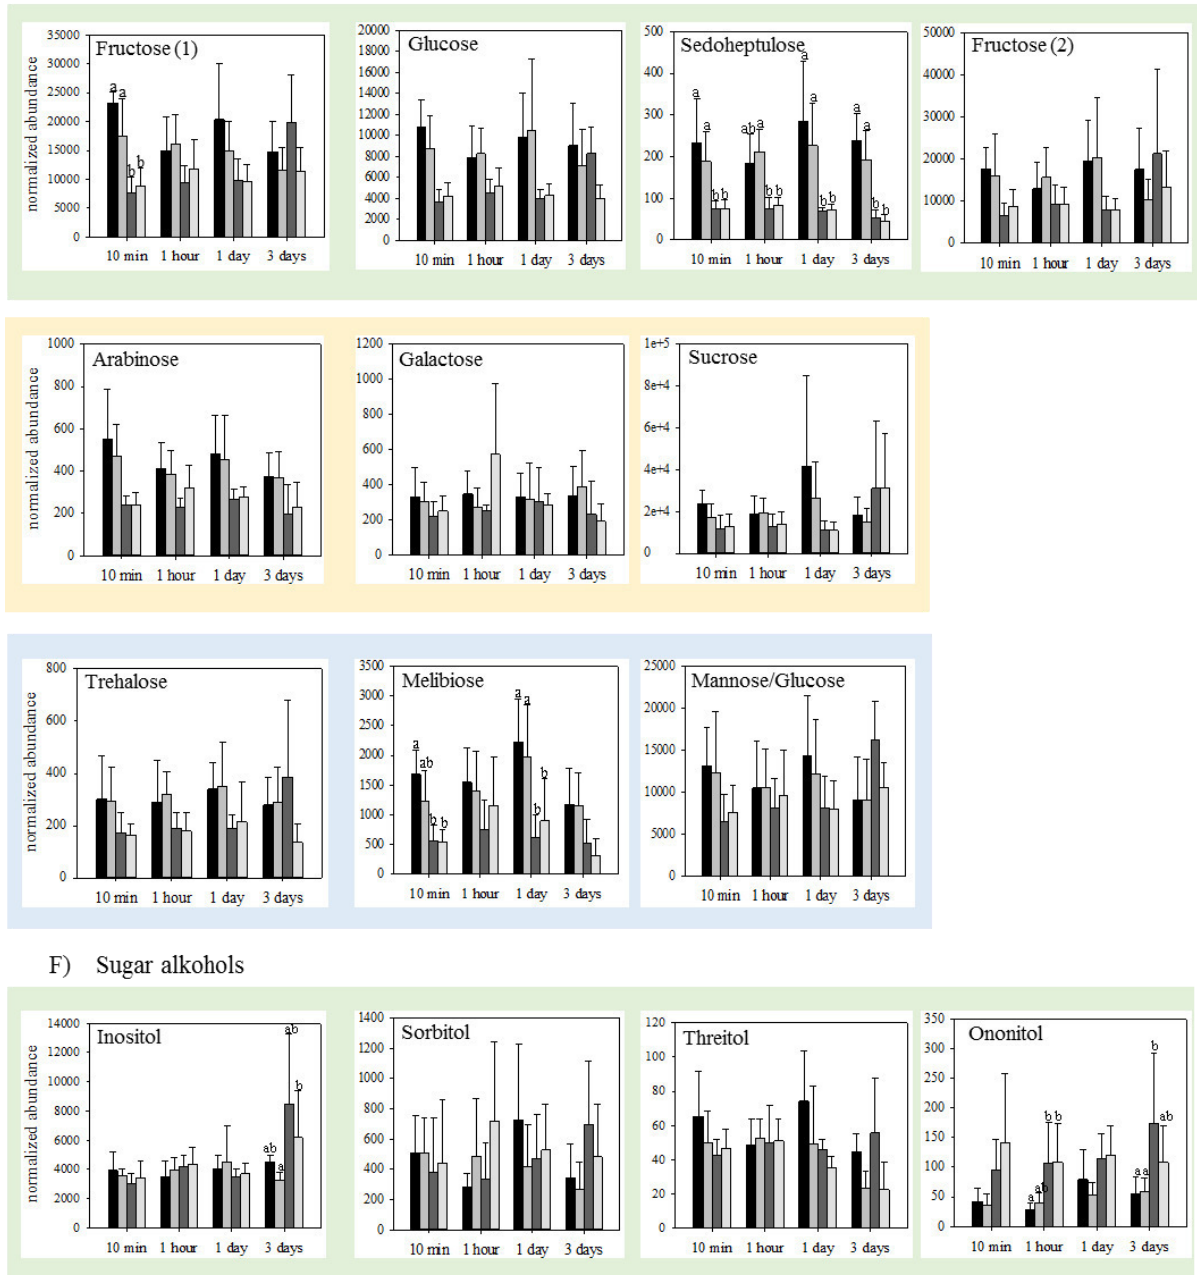 Fructose (1)
normalized abundance
35000
30000
25000
20000
15000
10000
5000
0
a a b b
10 min 1 hour 1 day 3 days
Glucose
20000
18000
16000
14000
12000
10000
8000
6000
4000
2000
0
10 min 1 hour 1 day 3 days
Sedoheptulose
500
400
300
200
100
0
a a b b ab a b b a a b b a a b b
10 min 1 hour 1 day 3 days
Fructose (2)
50000
40000
30000
20000
10000
0
10 min 1 hour 1 day 3 days
Arabinose
normalized abundance
1000
800
600
400
200
0
10 min 1 hour 1 day 3 days
Galactose
1200
1000
800
600
400
200
0
10 min 1 hour 1 day 3 days
Sucrose
1e+5
8e+4
6e+4
4e+4
2e+4
0
10 min 1 hour 1 day 3 days
Trehalose
normalized abundance
800
600
400
200
0
10 min 1 hour 1 day 3 days
Melibiose
3500
3000
2500
2000
1500
1000
500
0
a ab b b a a b b
10 min 1 hour 1 day 3 days
Mannose/Glucose
25000
20000
15000
10000
5000
0
10 min 1 hour 1 day 3 days
F) Sugar alkohols
Inositol
normalized abundance
14000
12000
10000
8000
6000
4000
2000
0
ab a ab b
10 min 1 hour 1 day 3 days
Sorbitol
1400
1200
1000
800
600
400
200
0
10 min 1 hour 1 day 3 days
Threitol
120
100
80
60
40
20
0
10 min 1 hour 1 day 3 days
Ononitol
350
300
250
200
150
100
50
0
a ab b b a a b ab
10 min 1 hour 1 day 3 days